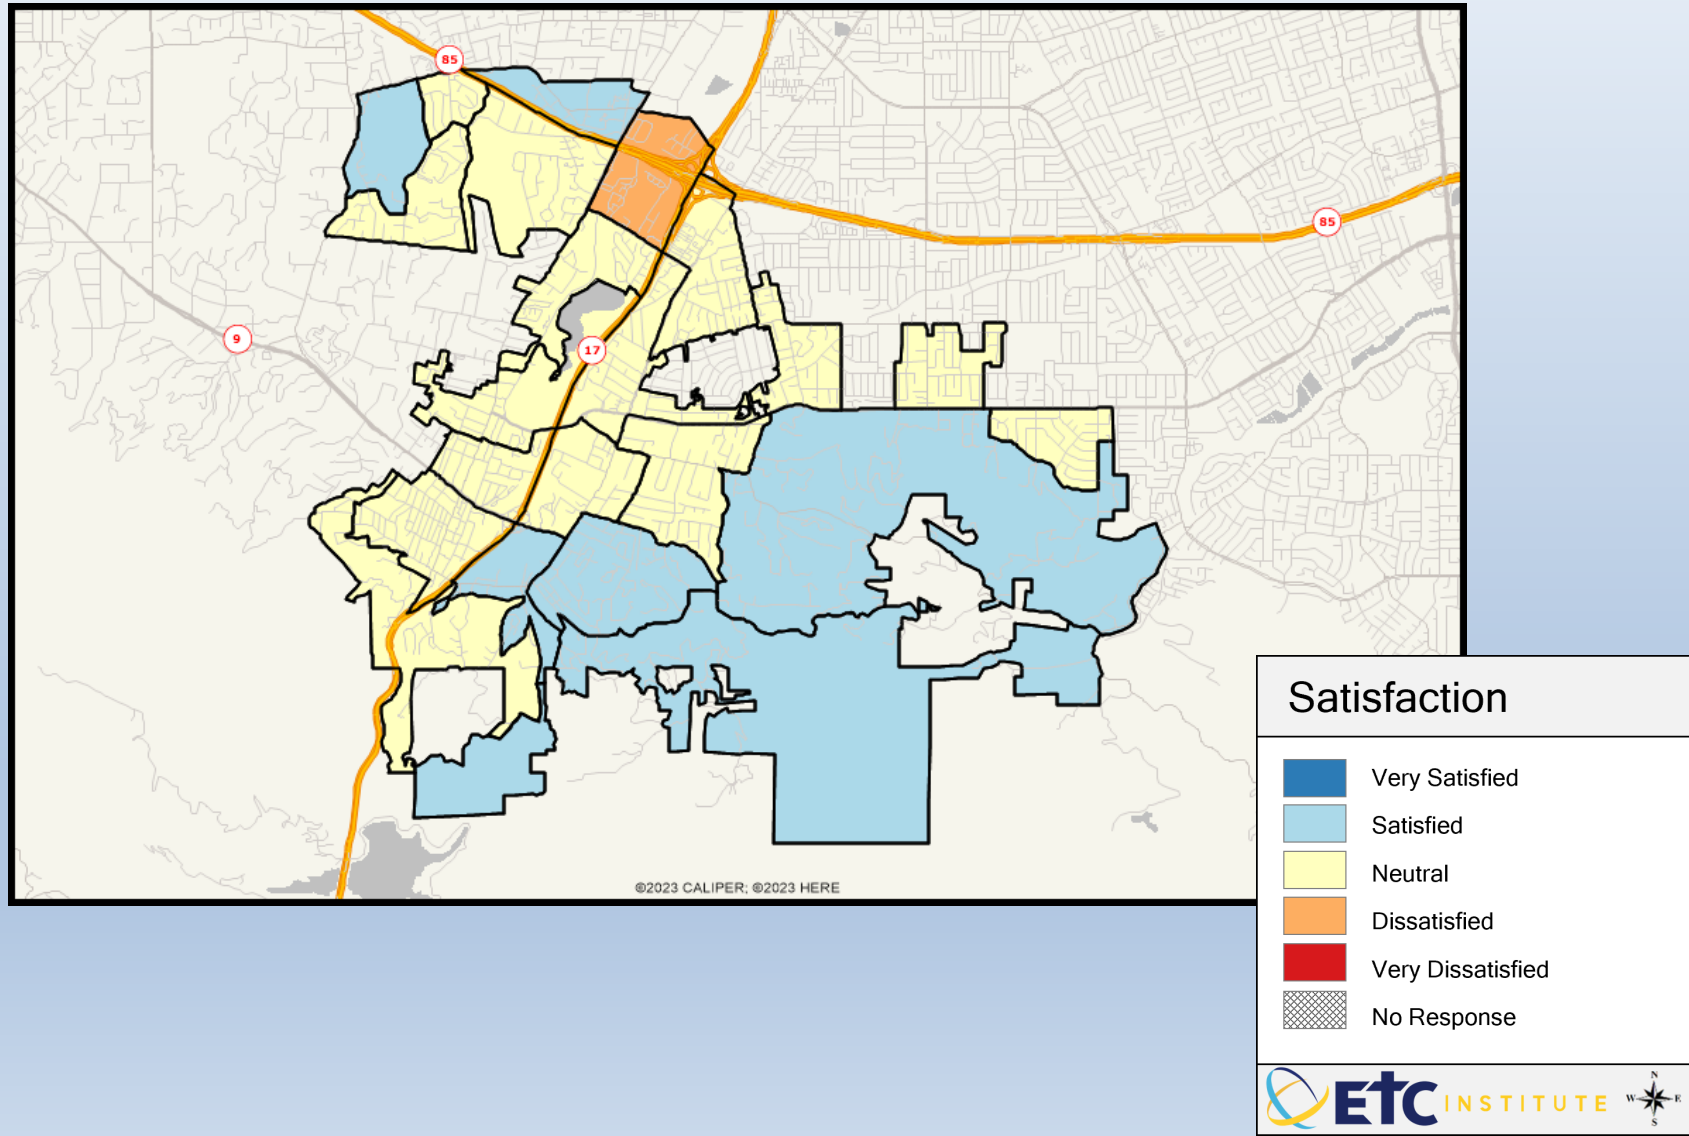 85
85
9
17
©2023 CALIPER; ©2023 HERE
Satisfaction
Very Satisfied
Satisfied
Neutral
Dissatisfied
Very Dissatisfied
No Response
ETC INSTITUTE
N
W E
S